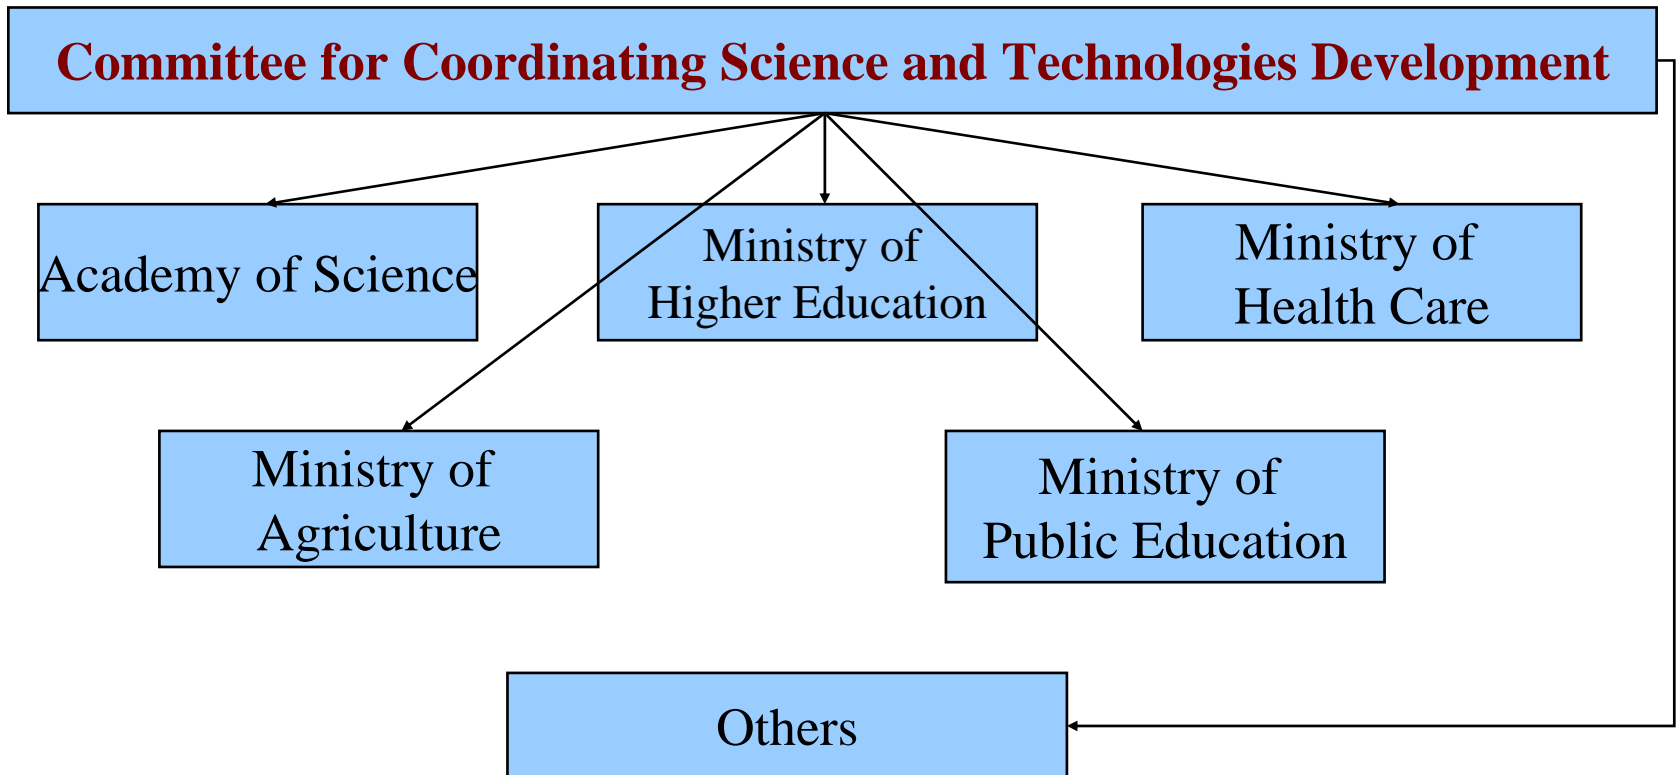 Committee for Coordinating Science and Technologies Development
Academy of Science
Ministry of
Higher Education
Ministry of
Health Care
Ministry of
Agriculture
Ministry of
Public Education
Others